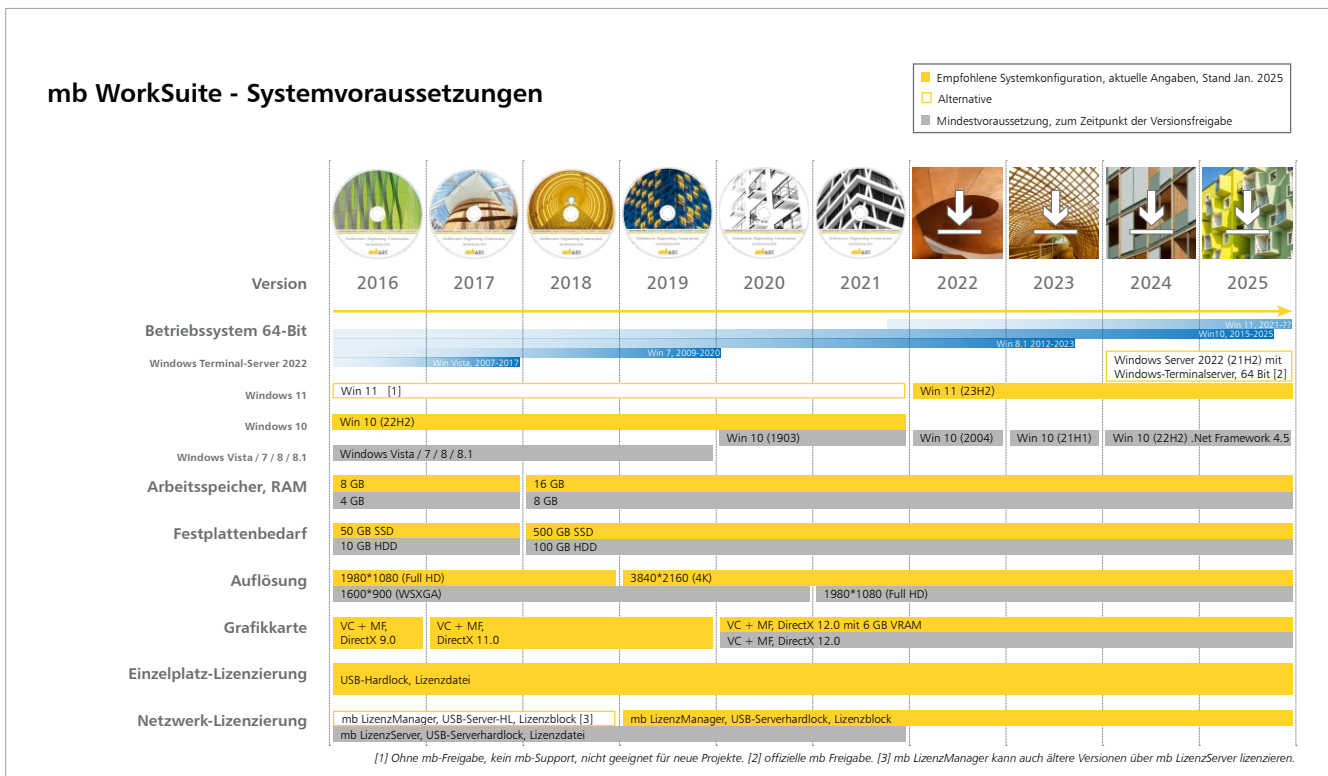 mb WorkSuite - Systemvoraussetzungen
Empfohlene Systemkonfiguration, aktuelle Angaben, Stand Jan. 2025
Alternative
Mindestvoraussetzung, zum Zeitpunkt der Versionsfreigabe
Version 2016 2017 2018 2019 2020 2021 2022 2023 2024 2025
Betriebssystem 64-Bit
Win 11, 2021-??
Win10, 2015-2025
Win 8.1 2012-2023
Win 7, 2009-2020
Win Vista, 2007-2017
Windows Terminal-Server 2022
Windows Server 2022 (21H2) mit
Windows-Terminalserver, 64 Bit [2]
Windows 11
Win 11 [1] Win 11 (23H2)
Windows 10
Win 10 (22H2)
Win 10 (1903) Win 10 (2004) Win 10 (21H1) Win 10 (22H2) .Net Framework 4.5
WIndows Vista / 7 / 8 / 8.1
Windows Vista / 7 / 8 / 8.1
Arbeitsspeicher, RAM
8 GB 16 GB
4 GB 8 GB
Festplattenbedarf
50 GB SSD 500 GB SSD
10 GB HDD 100 GB HDD
Auflösung
1980*1080 (Full HD) 3840*2160 (4K)
1600*900 (WSXGA) 1980*1080 (Full HD)
Grafikkarte
VC + MF,
DirectX 9.0
VC + MF,
DirectX 11.0
VC + MF, DirectX 12.0 mit 6 GB VRAM
VC + MF, DirectX 12.0
Einzelplatz-Lizenzierung
USB-Hardlock, Lizenzdatei
Netzwerk-Lizenzierung
mb LizenzManager, USB-Server-HL, Lizenzblock [3] mb LizenzManager, USB-Serverhardlock, Lizenzblock
mb LizenzServer, USB-Serverhardlock, Lizenzdatei
[1] Ohne mb-Freigabe, kein mb-Support, nicht geeignet für neue Projekte. [2] offizielle mb Freigabe. [3] mb LizenzManager kann auch ältere Versionen über mb LizenzServer lizenzieren.